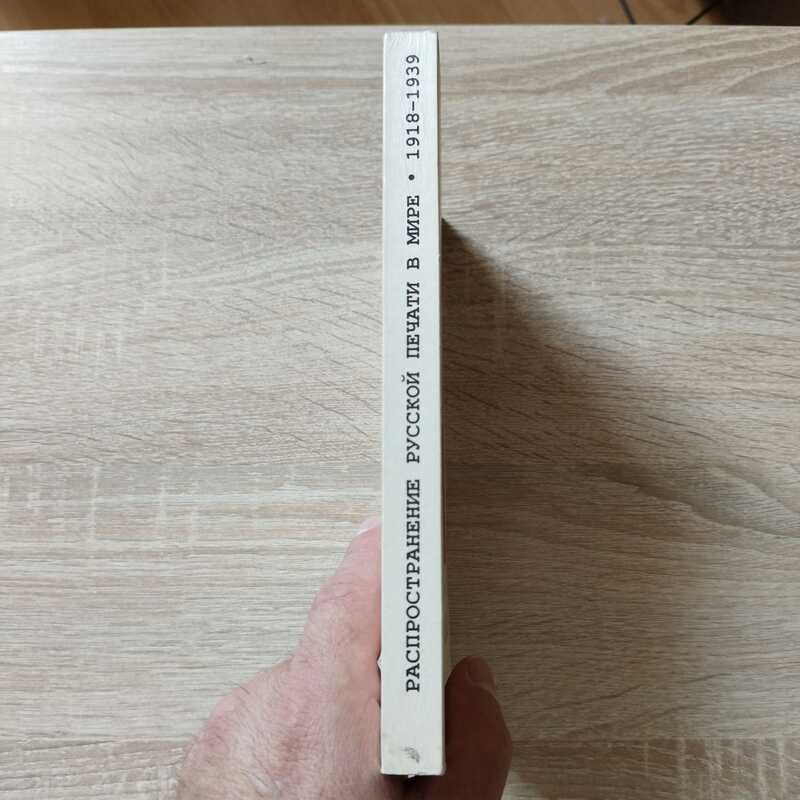 РАСПРОСТРАНЕНИЕ РУССКОЙ ПЕЧАТИ В МИРЕ • 1918–1939